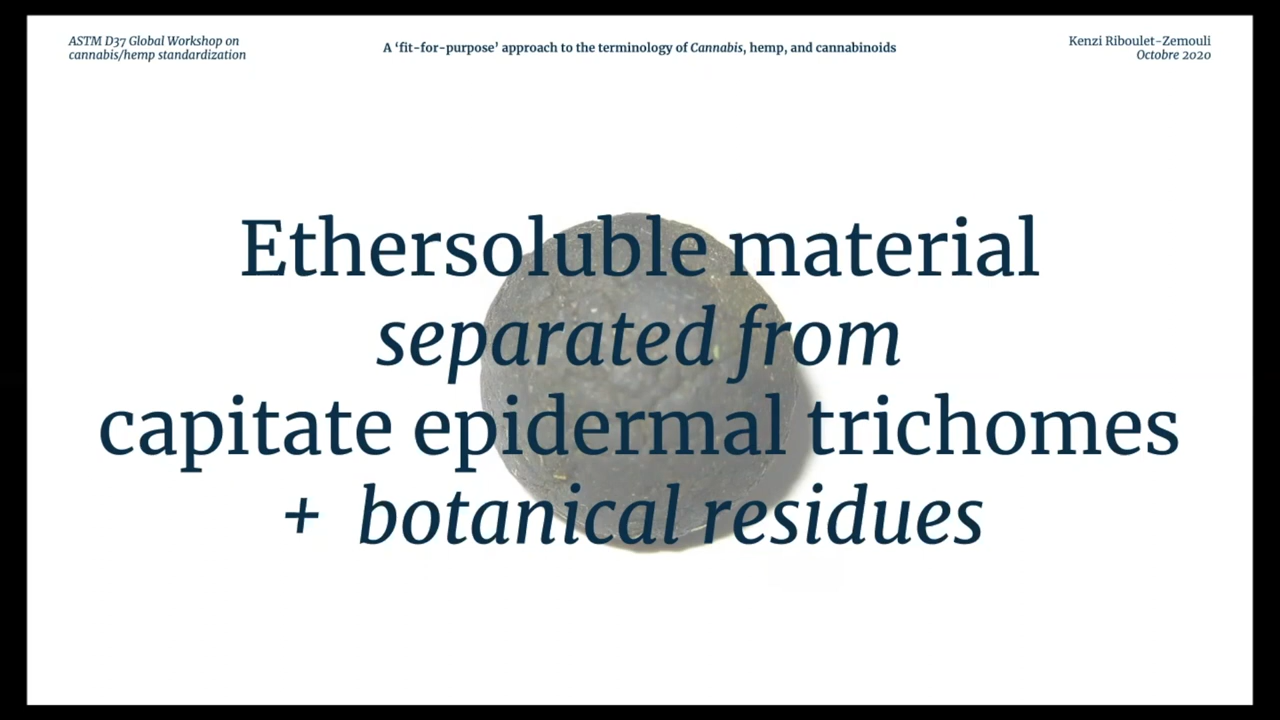 ASTM D37 Global Workshop on
cannabis/hemp standardization
A ‘fit-for-purpose’ approach to the terminology of Cannabis, hemp, and cannabinoids
Kenzi Riboulet-Zemouli
Octobre 2020
Ethersoluble material
separated from
capitate epidermal trichomes
+ botanical residues